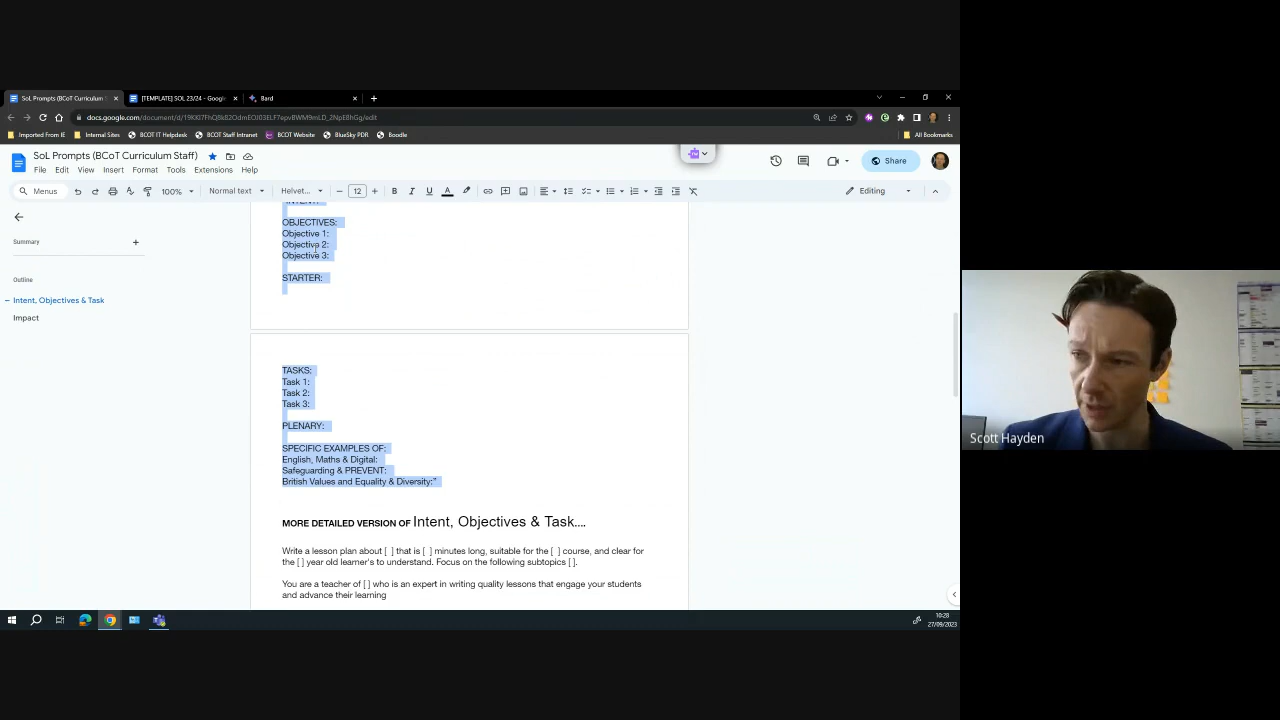 SoL Prompts (BCoT Curriculum S
[TEMPLATE] SOL 23/24 - Google
Bard
Imported From IE
Internal Sites
BCOT IT Helpdesk
BCOT Staff Intranet
BCOT Website
BlueSky PDR
Boodle
All Bookmarks
SoL Prompts (BCoT Curriculum Staff)
File Edit View Insert Format Tools Extensions Help
Share
Menus
100%
Normal text
Helvet...
12
Editing
Summary
Outline
Intent, Objectives & Task
Impact
OBJECTIVES:
Objective 1:
Objective 2:
Objective 3:
STARTER:
TASKS:
Task 1:
Task 2:
Task 3:
PLENARY:
SPECIFIC EXAMPLES OF:
English, Maths & Digital:
Safeguarding & PREVENT:
British Values and Equality & Diversity:”
MORE DETAILED VERSION OF Intent, Objectives & Task....
Write a lesson plan about [ ] that is [ ] minutes long, suitable for the [ ] course, and clear for
the [ ] year old learner's to understand. Focus on the following subtopics [ ].
You are a teacher of [ ] who is an expert in writing quality lessons that engage your students
and advance their learning
Scott Hayden
10:28
27/09/2023